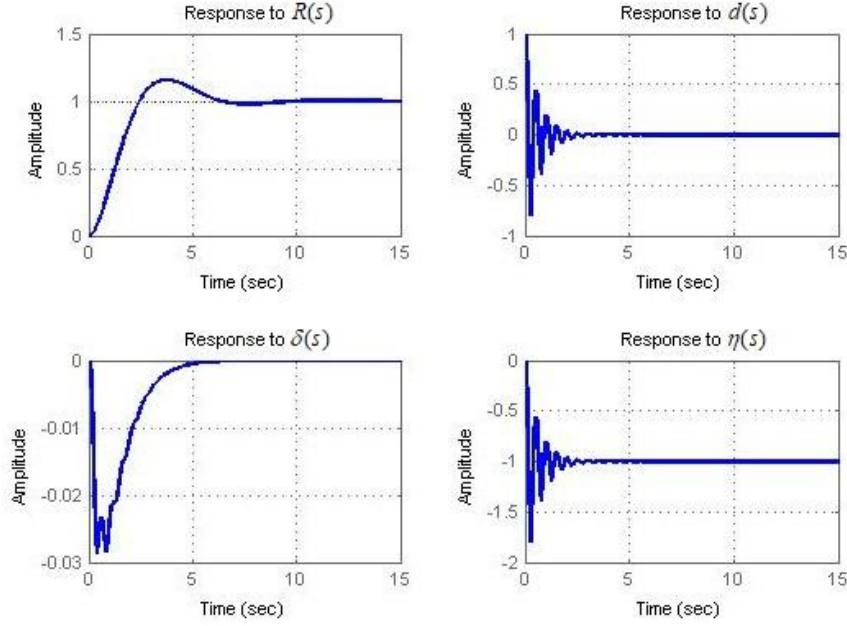 Response to R(s)
1.5
1
0.5
0
Amplitude
0 5 10 15
Time (sec)
Response to d(s)
1
0.5
0
-0.5
-1
Amplitude
0 5 10 15
Time (sec)
Response to δ(s)
0
-0.01
-0.02
-0.03
Amplitude
0 5 10 15
Time (sec)
Response to η(s)
0
-0.5
-1
-1.5
-2
Amplitude
0 5 10 15
Time (sec)